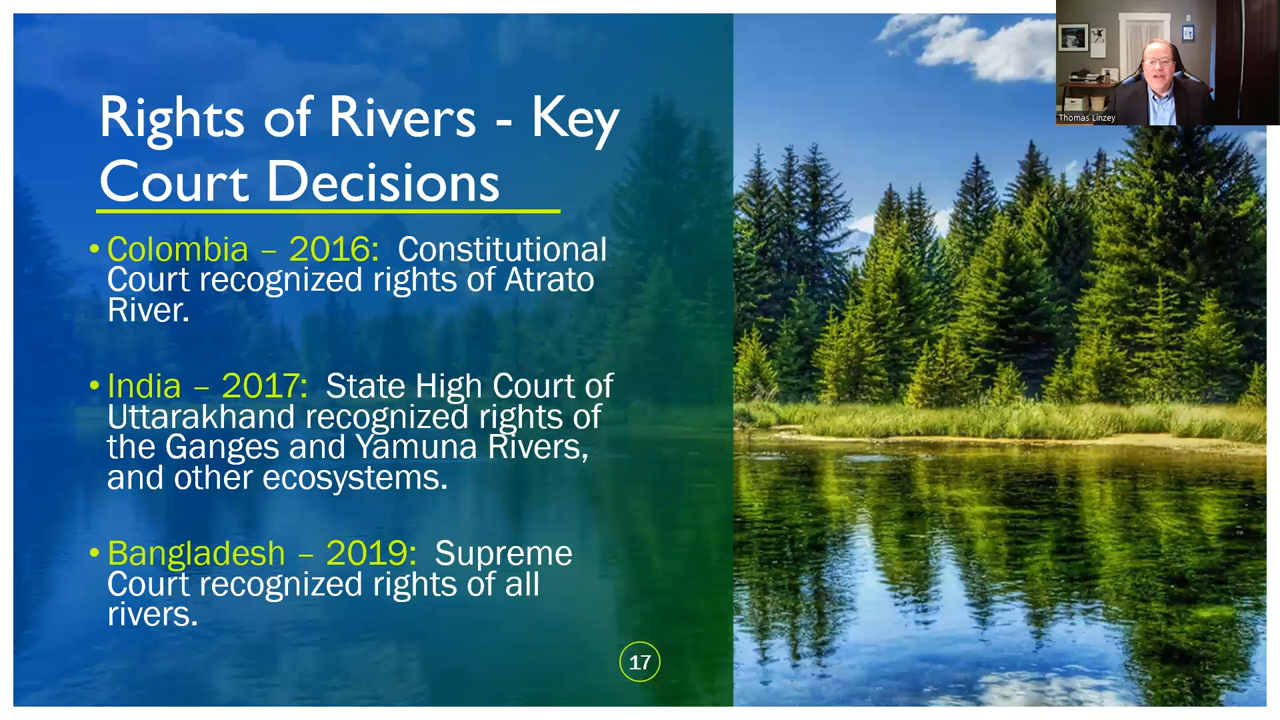 Rights of Rivers - Key
Court Decisions
• Colombia – 2016: Constitutional
Court recognized rights of Atrato
River.
• India – 2017: State High Court of
Uttarakhand recognized rights of
the Ganges and Yamuna Rivers,
and other ecosystems.
• Bangladesh – 2019: Supreme
Court recognized rights of all
rivers.
17
Thomas Linzey